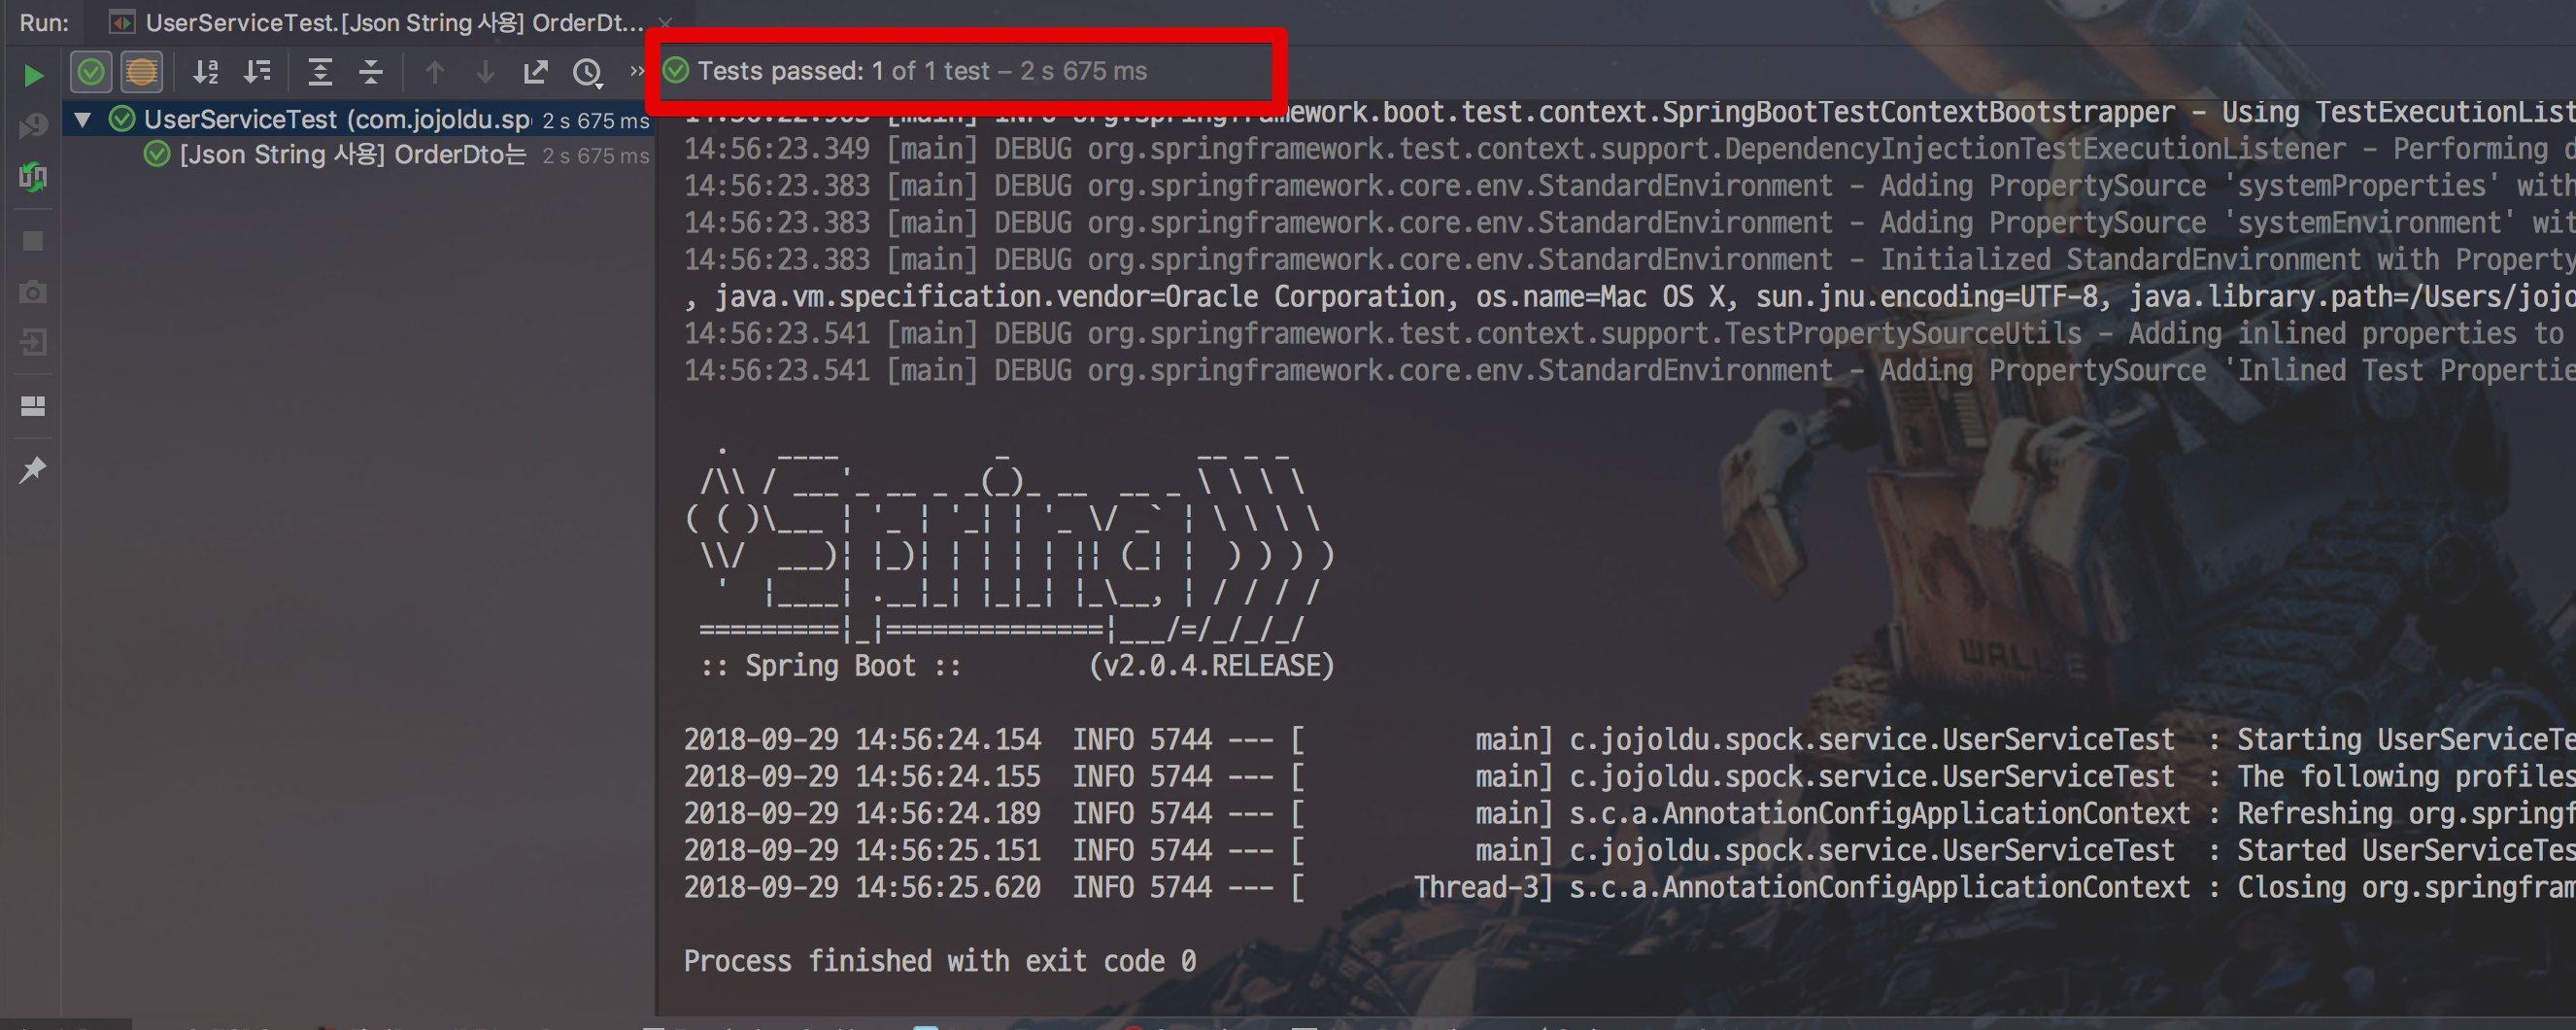 Run: UserServiceTest.[Json String 사용] OrderDt...
Tests passed: 1 of 1 test – 2 s 675 ms
UserServiceTest (com.jojoldu.sp 2 s 675 ms
[Json String 사용] OrderDto는 2 s 675 ms
[main] INFO org.springframework.boot.test.context.SpringBootTestContextBootstrapper - Using TestExecutionList
14:56:23.349 [main] DEBUG org.springframework.test.context.support.DependencyInjectionTestExecutionListener - Performing d
14:56:23.383 [main] DEBUG org.springframework.core.env.StandardEnvironment - Adding PropertySource 'systemProperties' with
14:56:23.383 [main] DEBUG org.springframework.core.env.StandardEnvironment - Adding PropertySource 'systemEnvironment' wit
14:56:23.383 [main] DEBUG org.springframework.core.env.StandardEnvironment - Initialized StandardEnvironment with Property
, java.vm.specification.vendor=Oracle Corporation, os.name=Mac OS X, sun.jnu.encoding=UTF-8, java.library.path=/Users/jojo
14:56:23.541 [main] DEBUG org.springframework.test.context.support.TestPropertySourceUtils - Adding inlined properties to
14:56:23.541 [main] DEBUG org.springframework.core.env.StandardEnvironment - Adding PropertySource 'Inlined Test Propertie
Spring
:: Spring Boot :: (v2.0.4.RELEASE)
WALL·E
2018-09-29 14:56:24.154 INFO 5744 --- [ main] c.jojoldu.spock.service.UserServiceTest : Starting UserServiceTe
2018-09-29 14:56:24.155 INFO 5744 --- [ main] c.jojoldu.spock.service.UserServiceTest : The following profiles
2018-09-29 14:56:24.189 INFO 5744 --- [ main] s.c.a.AnnotationConfigApplicationContext : Refreshing org.springf
2018-09-29 14:56:25.151 INFO 5744 --- [ main] c.jojoldu.spock.service.UserServiceTest : Started UserServiceTes
2018-09-29 14:56:25.620 INFO 5744 --- [ Thread-3] s.c.a.AnnotationConfigApplicationContext : Closing org.springfram
Process finished with exit code 0